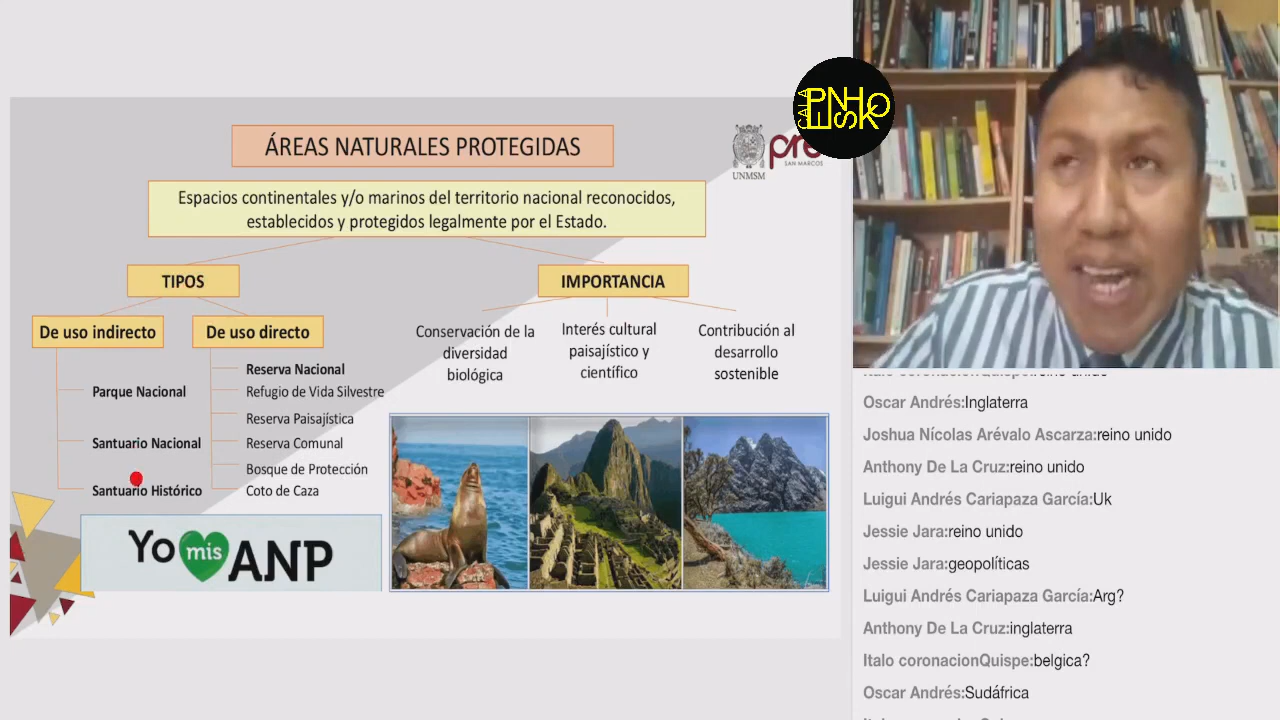 ÁREAS NATURALES PROTEGIDAS
UNMSM
pre
SAN MARCOS
Espacios continentales y/o marinos del territorio nacional reconocidos,
establecidos y protegidos legalmente por el Estado.
TIPOS
De uso indirecto
Parque Nacional
Santuario Nacional
Santuario Histórico
De uso directo
Reserva Nacional
Refugio de Vida Silvestre
Reserva Paisajística
Reserva Comunal
Bosque de Protección
Coto de Caza
IMPORTANCIA
Conservación de la
diversidad
biológica
Interés cultural
paisajístico y
científico
Contribución al
desarrollo
sostenible
Yo mis ANP
Oscar Andrés:Inglaterra
Joshua Nícolas Arévalo Ascarza:reino unido
Anthony De La Cruz:reino unido
Luigui Andrés Cariapaza García:Uk
Jessie Jara:reino unido
Jessie Jara:geopolíticas
Luigui Andrés Cariapaza García:Arg?
Anthony De La Cruz:inglaterra
Italo coronacionQuispe:belgica?
Oscar Andrés:Sudáfrica